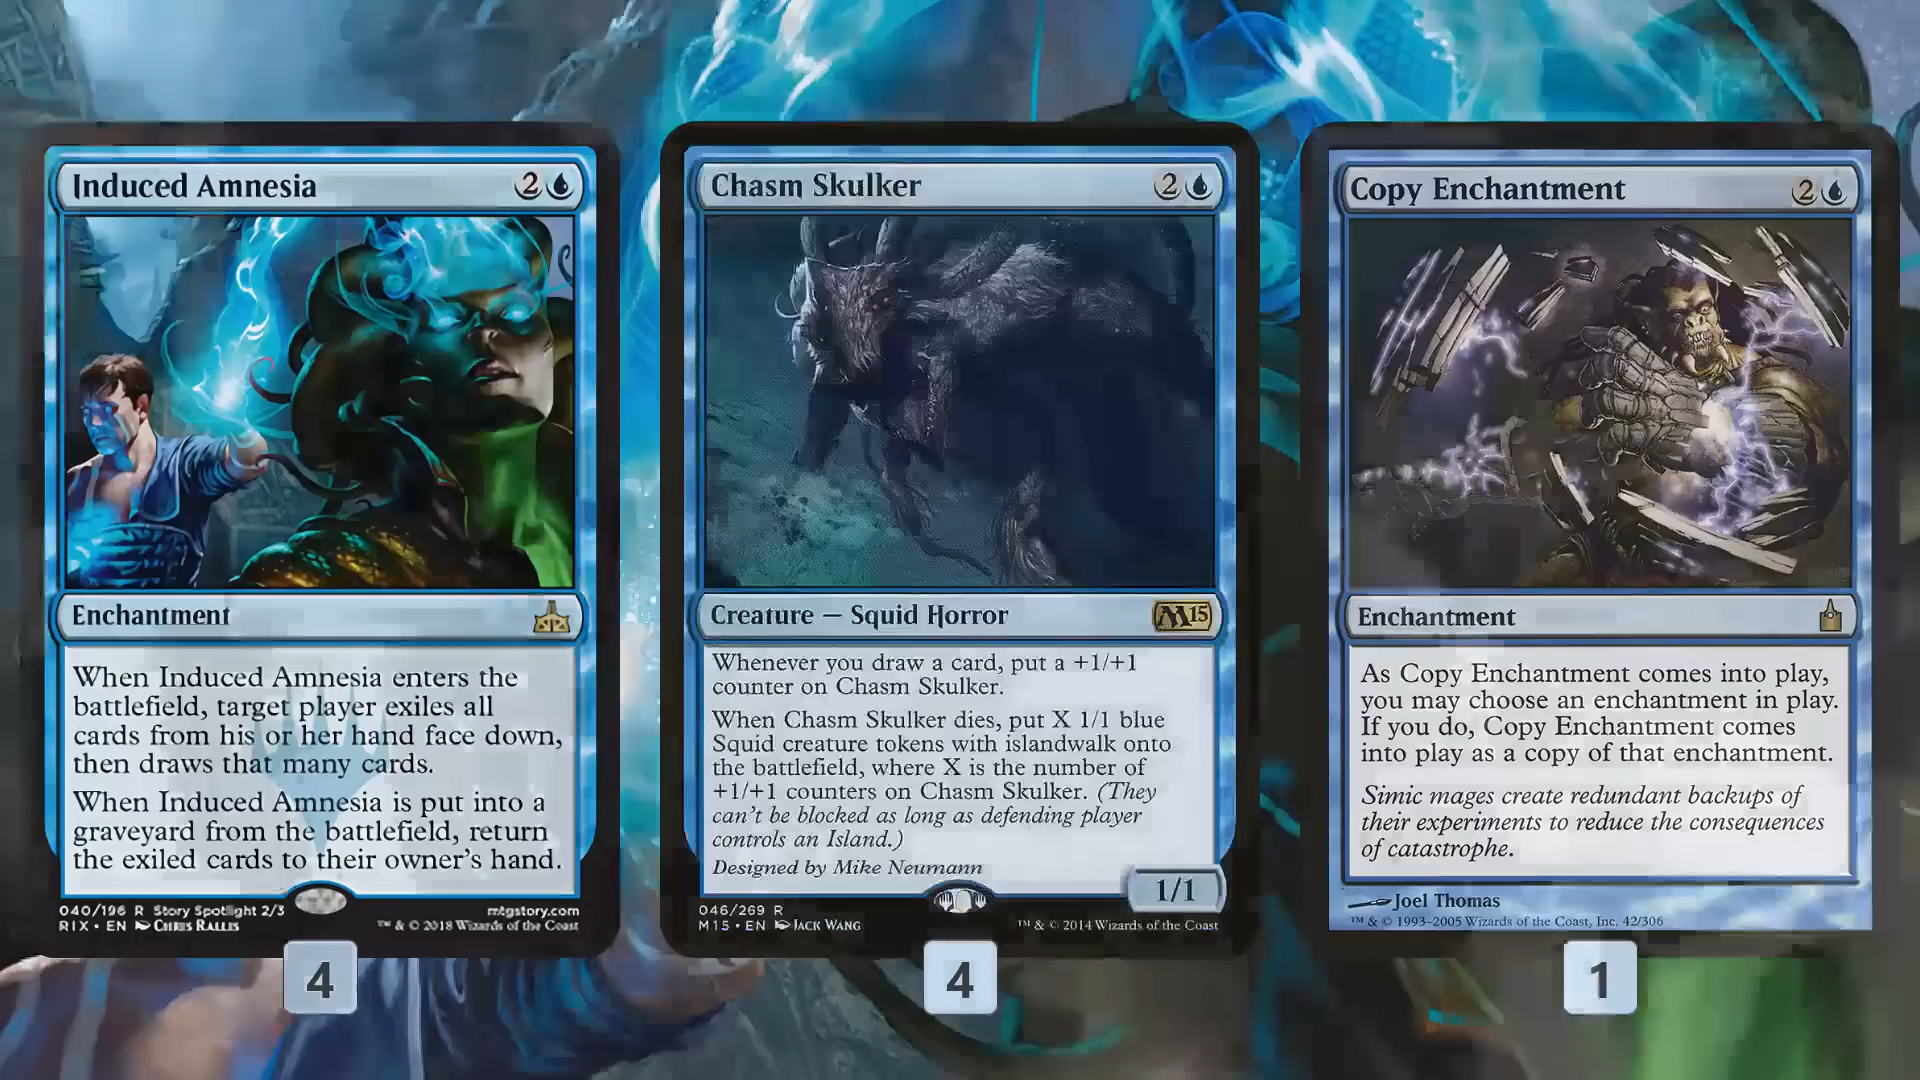 Induced Amnesia 2
Enchantment
When Induced Amnesia enters the
battlefield, target player exiles all
cards from his or her hand face down,
then draws that many cards.
When Induced Amnesia is put into a
graveyard from the battlefield, return
the exiled cards to their owner's hand.
040/196 R Story Spotlight 2/3 mtgstory.com
RIX • EN Chris Rallis ™ & © 2018 Wizards of the Coast
4
Chasm Skulker 2
Creature — Squid Horror M15
Whenever you draw a card, put a +1/+1
counter on Chasm Skulker.
When Chasm Skulker dies, put X 1/1 blue
Squid creature tokens with islandwalk onto
the battlefield, where X is the number of
+1/+1 counters on Chasm Skulker. (They
can't be blocked as long as defending player
controls an Island.)
Designed by Mike Neumann
1/1
046/269 R
M15 • EN Jack Wang ™ & © 2014 Wizards of the Coast
4
Copy Enchantment 2
Enchantment
As Copy Enchantment comes into play,
you may choose an enchantment in play.
If you do, Copy Enchantment comes
into play as a copy of that enchantment.
Simic mages create redundant backups of
their experiments to reduce the consequences
of catastrophe.
Joel Thomas
™ & © 1993–2005 Wizards of the Coast, Inc. 42/306
1